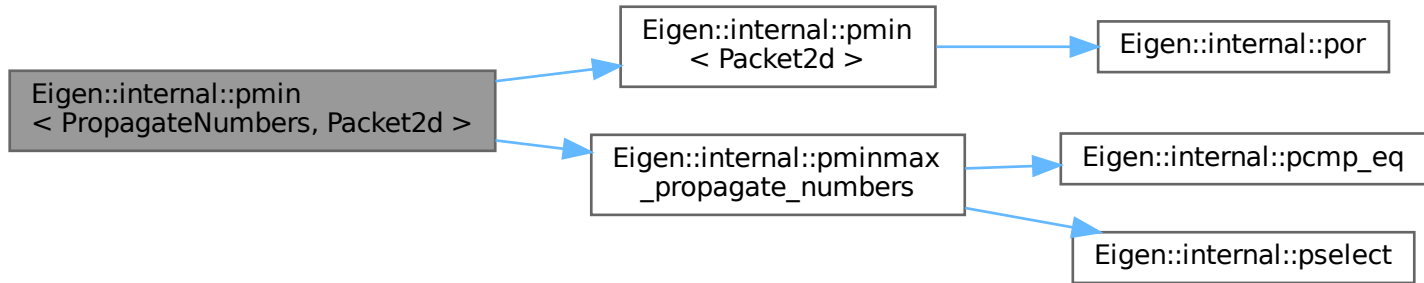 Eigen::internal::pmin
< PropagateNumbers, Packet2d >
Eigen::internal::pmin
< Packet2d >
Eigen::internal::por
Eigen::internal::pminmax
_propagate_numbers
Eigen::internal::pcmp_eq
Eigen::internal::pselect